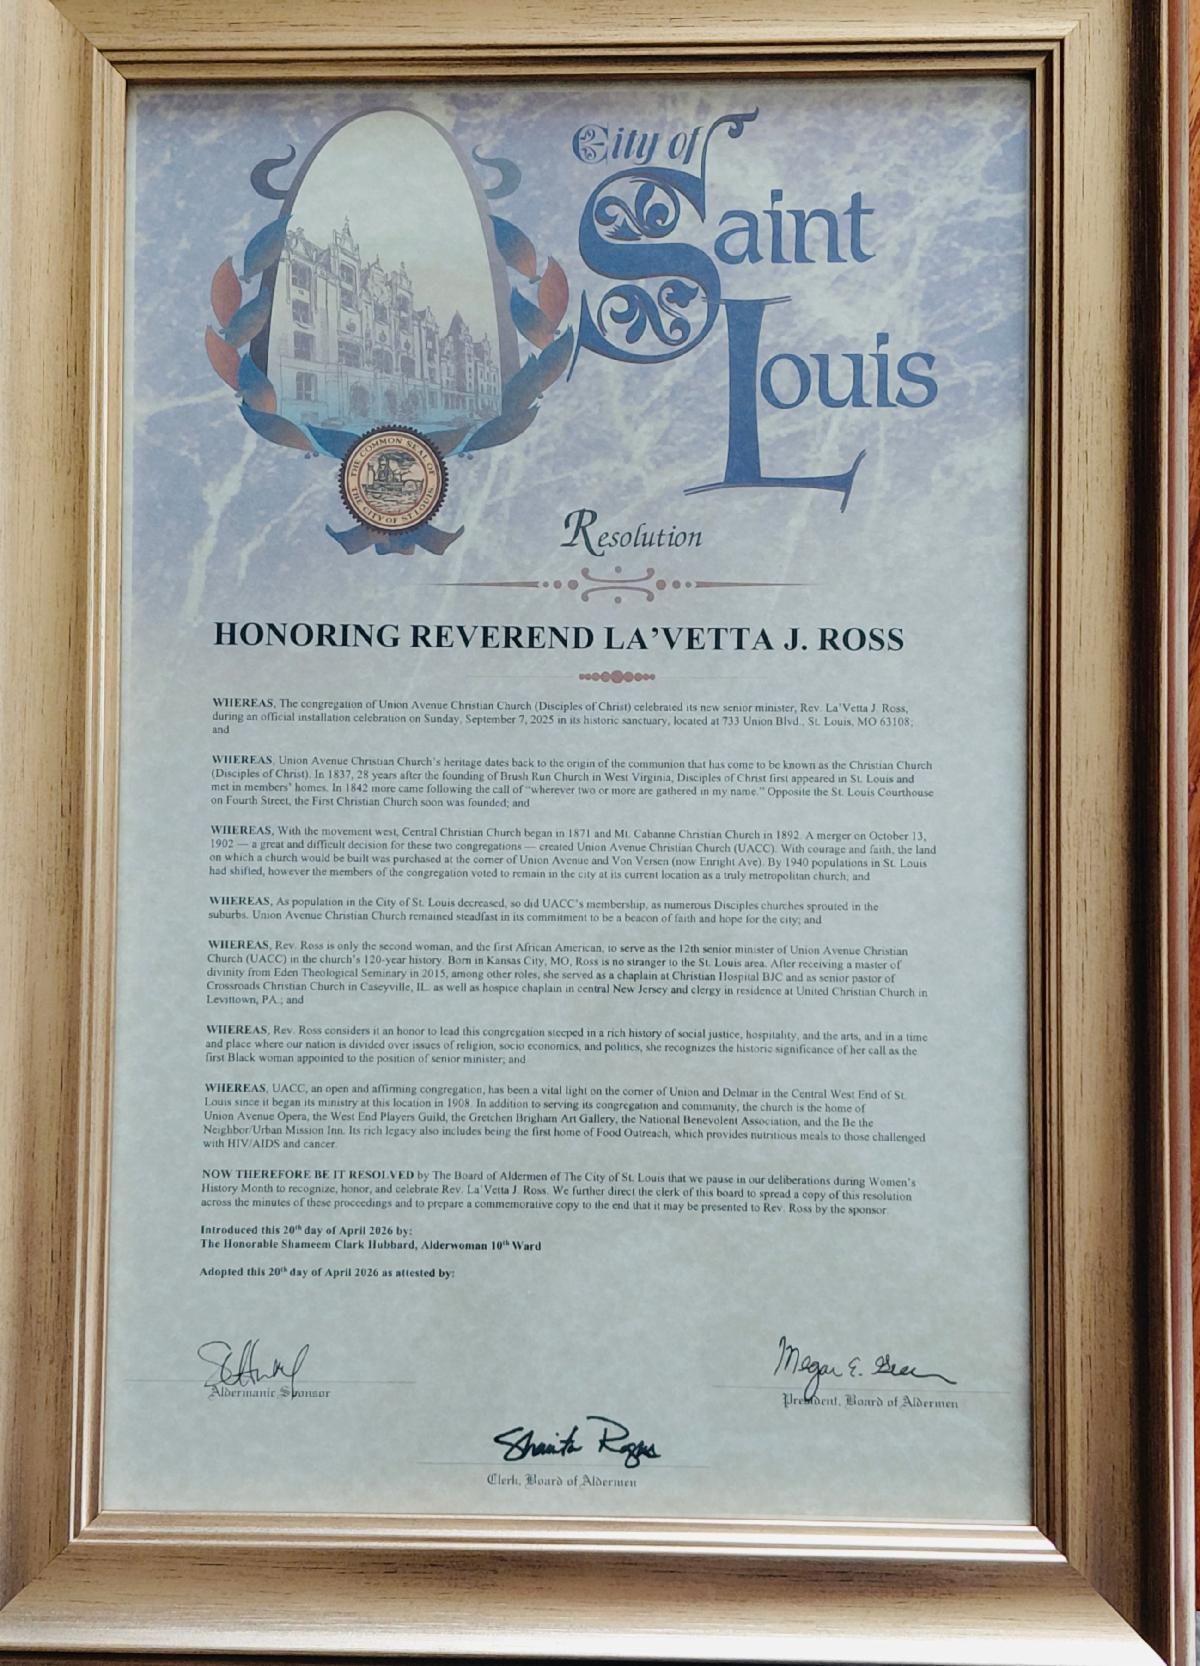 City of
Saint
Louis
THE COMMON SEAL OF
THE CITY OF ST. LOUIS
Resolution
HONORING REVEREND LA’VETTA J. ROSS
WHEREAS, The congregation of Union Avenue Christian Church (Disciples of Christ) celebrated its new senior minister, Rev. La’Vetta J. Ross,
during an official installation celebration on Sunday, September 7, 2025 in its historic sanctuary, located at 733 Union Blvd., St. Louis, MO 63108;
and
WHEREAS, Union Avenue Christian Church’s heritage dates back to the origin of the communion that has come to be known as the Christian Church
(Disciples of Christ). In 1837, 28 years after the founding of Brush Run Church in West Virginia, Disciples of Christ first appeared in St. Louis and
met in members’ homes. In 1842 more came following the call of “wherever two or more are gathered in my name.” Opposite the St. Louis Courthouse
on Fourth Street, the First Christian Church soon was founded; and
WHEREAS, With the movement west, Central Christian Church began in 1871 and Mt. Cabanne Christian Church in 1892. A merger on October 13,
1902 — a great and difficult decision for these two congregations — created Union Avenue Christian Church (UACC). With courage and faith, the land
on which a church would be built was purchased at the corner of Union Avenue and Von Versen (now Enright Ave). By 1940 populations in St. Louis
had shifted, however the members of the congregation voted to remain in the city at its current location as a truly metropolitan church; and
WHEREAS, As population in the City of St. Louis decreased, so did UACC’s membership, as numerous Disciples churches sprouted in the
suburbs. Union Avenue Christian Church remained steadfast in its commitment to be a beacon of faith and hope for the city; and
WHEREAS, Rev. Ross is only the second woman, and the first African American, to serve as the 12th senior minister of Union Avenue Christian
Church (UACC) in the church’s 120-year history. Born in Kansas City, MO, Ross is no stranger to the St. Louis area. After receiving a master of
divinity from Eden Theological Seminary in 2015, among other roles, she served as a chaplain at Christian Hospital BJC and as senior pastor of
Crossroads Christian Church in Caseyville, IL. as well as hospice chaplain in central New Jersey and clergy in residence at United Christian Church in
Levittown, PA.; and
WHEREAS, Rev. Ross considers it an honor to lead this congregation steeped in a rich history of social justice, hospitality, and the arts, and in a time
and place where our nation is divided over issues of religion, socio economics, and politics, she recognizes the historic significance of her call as the
first Black woman appointed to the position of senior minister; and
WHEREAS, UACC, an open and affirming congregation, has been a vital light on the corner of Union and Delmar in the Central West End of St.
Louis since it began its ministry at this location in 1908. In addition to serving its congregation and community, the church is the home of
Union Avenue Opera, the West End Players Guild, the Gretchen Brigham Art Gallery, the National Benevolent Association, and the Be the
Neighbor/Urban Mission Inn. Its rich legacy also includes being the first home of Food Outreach, which provides nutritious meals to those challenged
with HIV/AIDS and cancer.
NOW THEREFORE BE IT RESOLVED by The Board of Aldermen of The City of St. Louis that we pause in our deliberations during Women’s
History Month to recognize, honor, and celebrate Rev. La’Vetta J. Ross. We further direct the clerk of this board to spread a copy of this resolution
across the minutes of these proceedings and to prepare a commemorative copy to the end that it may be presented to Rev. Ross by the sponsor.
Introduced this 20th day of April 2026 by:
The Honorable Shameem Clark Hubbard, Alderwoman 10th Ward
Adopted this 20th day of April 2026 as attested by:
Aldermanic Sponsor
Megan E. Green
President, Board of Aldermen
Clerk, Board of Aldermen